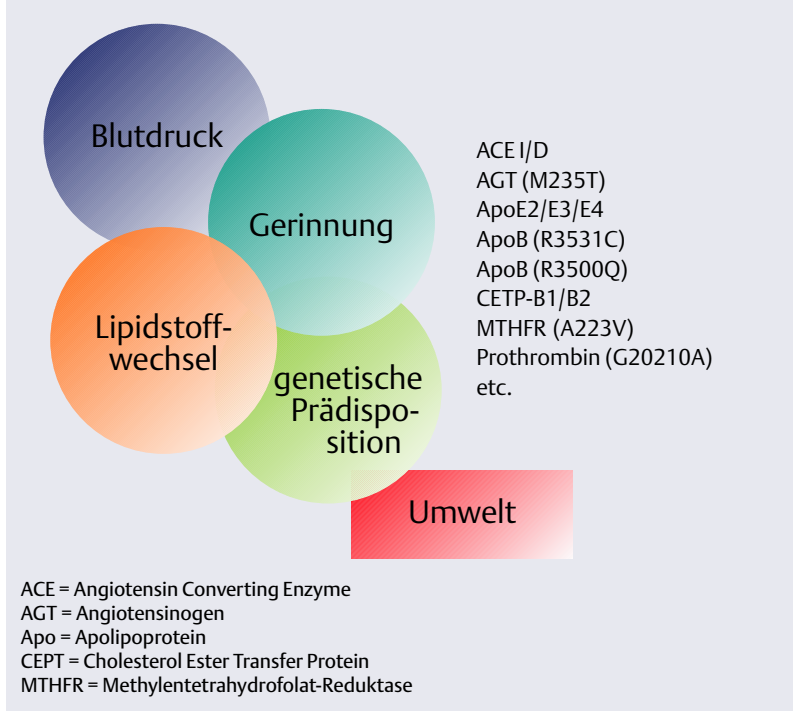 Blutdruck
Gerinnung
Lipidstoff-
wechsel
genetische
Prädispo-
sition
Umwelt
ACE I/D
AGT (M235T)
ApoE2/E3/E4
ApoB (R3531C)
ApoB (R3500Q)
CETP-B1/B2
MTHFR (A223V)
Prothrombin (G20210A)
etc.
ACE = Angiotensin Converting Enzyme
AGT = Angiotensinogen
Apo = Apolipoprotein
CEPT = Cholesterol Ester Transfer Protein
MTHFR = Methylentetrahydrofolat-Reduktase